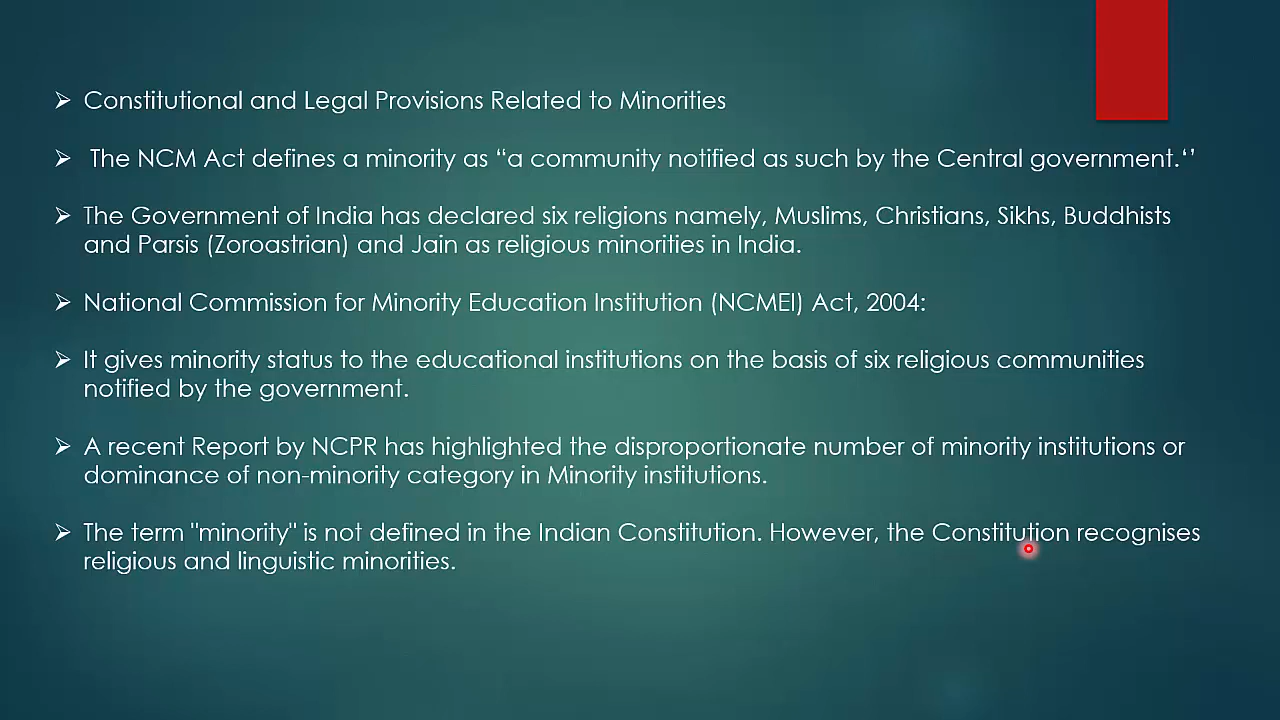 Constitutional and Legal Provisions Related to Minorities
The NCM Act defines a minority as “a community notified as such by the Central government.‘’
The Government of India has declared six religions namely, Muslims, Christians, Sikhs, Buddhists
and Parsis (Zoroastrian) and Jain as religious minorities in India.
National Commission for Minority Education Institution (NCMEI) Act, 2004:
It gives minority status to the educational institutions on the basis of six religious communities
notified by the government.
A recent Report by NCPR has highlighted the disproportionate number of minority institutions or
dominance of non-minority category in Minority institutions.
The term "minority" is not defined in the Indian Constitution. However, the Constitution recognises
religious and linguistic minorities.